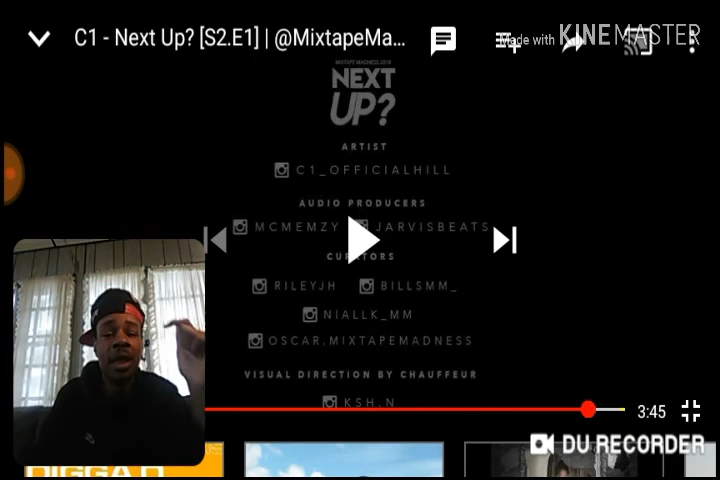 C1 - Next Up? [S2.E1] | @MixtapeMa...
Made with KINEMASTER
MIXTAPE MADNESS 2018
NEXT
UP?
ARTIST
C1_OFFICIALHILL
AUDIO PRODUCERS
MCMEMZY JARVISBEATS
CURATORS
RILEYJH BILLSMM_
NIALLK_MM
OSCAR.MIXTAPEMADNESS
VISUAL DIRECTION BY CHAUFFEUR
KSH.N
3:45
DU RECORDER
DIGGA D